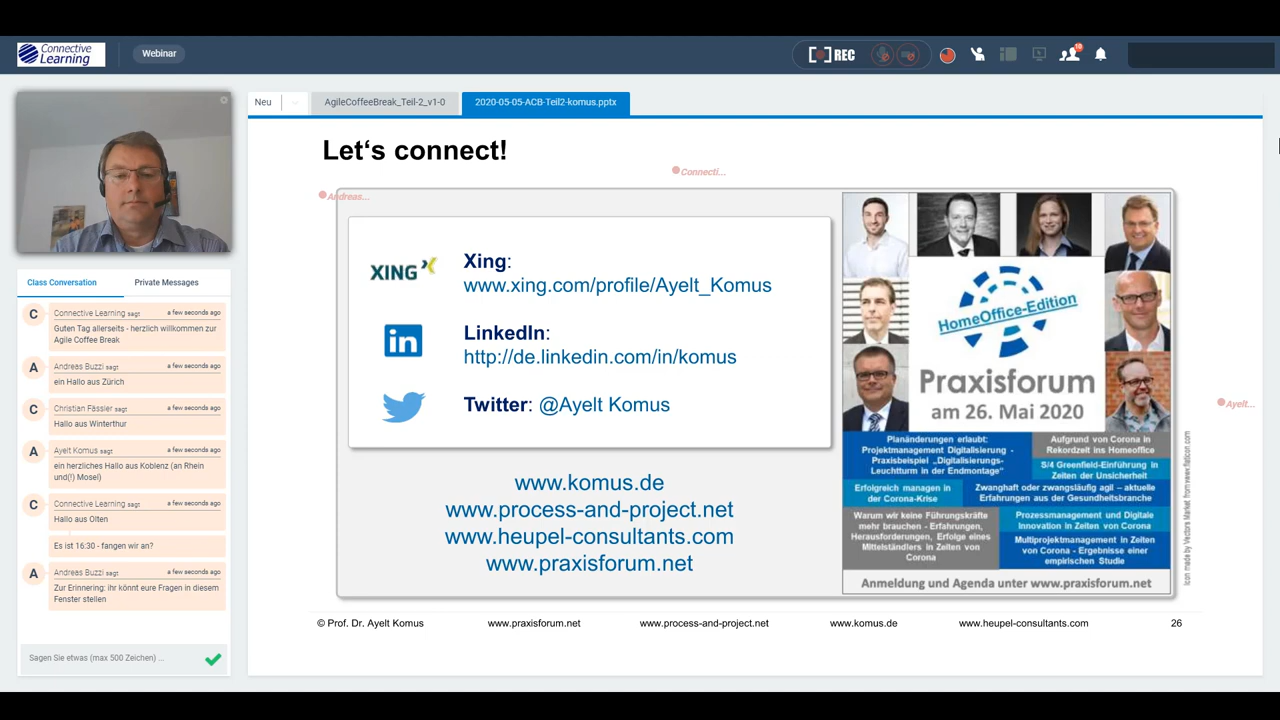 Connective
Learning
Webinar
REC
10
Neu
AgileCoffeeBreak_Teil-2_v1-0
2020-05-05-ACB-Teil2-komus.pptx
Class Conversation
Private Messages
C
Connective Learning sagt
a few seconds ago
Guten Tag allerseits - herzlich willkommen zur
Agile Coffee Break
A
Andreas Buzzi sagt
a few seconds ago
ein Hallo aus Zürich
C
Christian Fässler sagt
a few seconds ago
Hallo aus Winterthur
A
Ayelt Komus sagt
a few seconds ago
ein herzliches Hallo aus Koblenz (an Rhein
und(!) Mosel)
C
Connective Learning sagt
a few seconds ago
Hallo aus Olten
Es ist 16:30 - fangen wir an?
A
Andreas Buzzi sagt
a few seconds ago
Zur Erinnerung: ihr könnt eure Fragen in diesem
Fenster stellen
Sagen Sie etwas (max 500 Zeichen) ...
Let's connect!
Connecti...
Andreas...
XING
Xing:
www.xing.com/profile/Ayelt_Komus
in
LinkedIn:
http://de.linkedin.com/in/komus
Twitter: @Ayelt Komus
www.komus.de
www.process-and-project.net
www.heupel-consultants.com
www.praxisforum.net
HomeOffice-Edition
Praxisforum
am 26. Mai 2020
Planänderungen erlaubt:
Projektmanagement Digitalisierung -
Praxisbeispiel „Digitalisierungs-
Leuchtturm in der Endmontage"
Aufgrund von Corona in
Rekordzeit ins Homeoffice
S/4 Greenfield-Einführung in
Zeiten der Unsicherheit
Erfolgreich managen in
der Corona-Krise
Zwanghaft oder zwangsläufig agil – aktuelle
Erfahrungen aus der Gesundheitsbranche
Warum wir keine Führungskräfte
mehr brauchen - Erfahrungen,
Herausforderungen, Erfolge eines
Mittelständlers in Zeiten von
Corona
Prozessmanagement und Digitale
Innovation in Zeiten von Corona
Multiprojektmanagement in Zeiten
von Corona - Ergebnisse einer
empirischen Studie
Anmeldung und Agenda unter www.praxisforum.net
Ayelt...
Icon made by Vectors Market from www.flaticon.com
© Prof. Dr. Ayelt Komus
www.praxisforum.net
www.process-and-project.net
www.komus.de
www.heupel-consultants.com
26